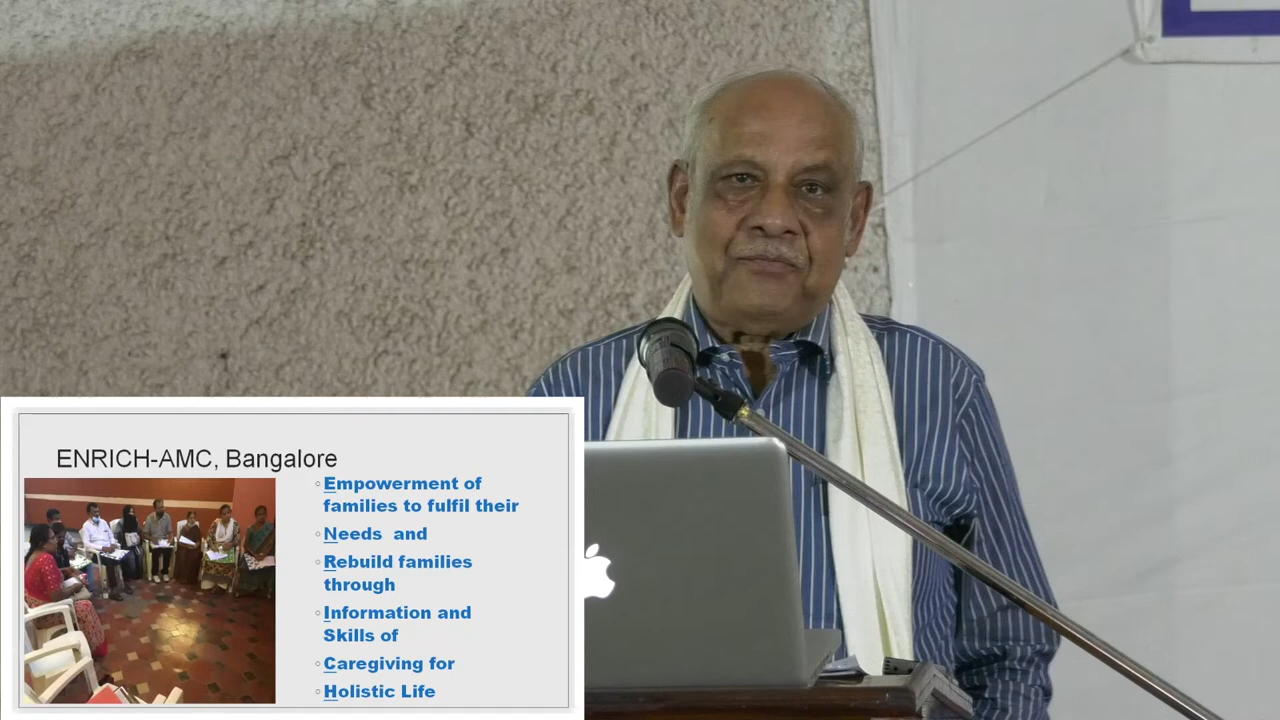 ENRICH-AMC, Bangalore
Empowerment of
families to fulfil their
Needs and
Rebuild families
through
Information and
Skills of
Caregiving for
Holistic Life